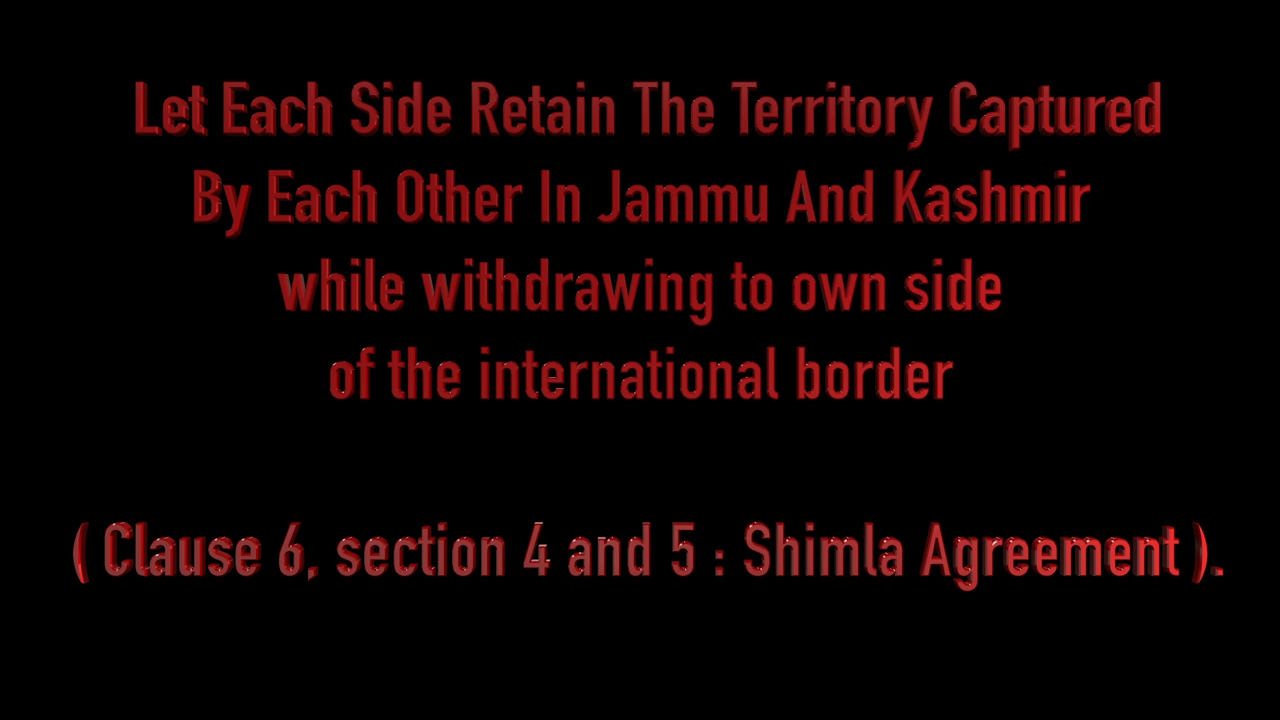 Let Each Side Retain The Territory Captured
By Each Other In Jammu And Kashmir
while withdrawing to own side
of the international border
( Clause 6, section 4 and 5 : Shimla Agreement ).